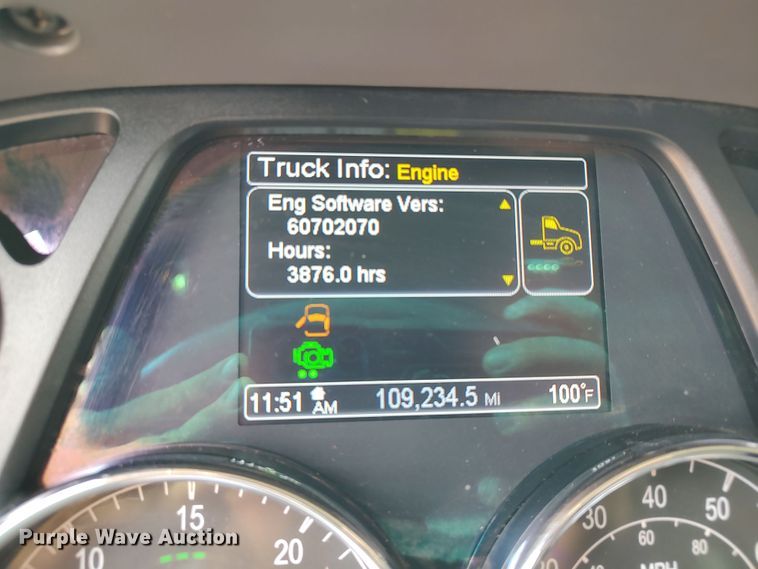 Truck Info: Engine
Eng Software Vers:
60702070
Hours:
3876.0 hrs
11:51 AM 109,234.5 Mi 100°F
10 15 20
30 40 50
60 80
MPH
Purple Wave Auction